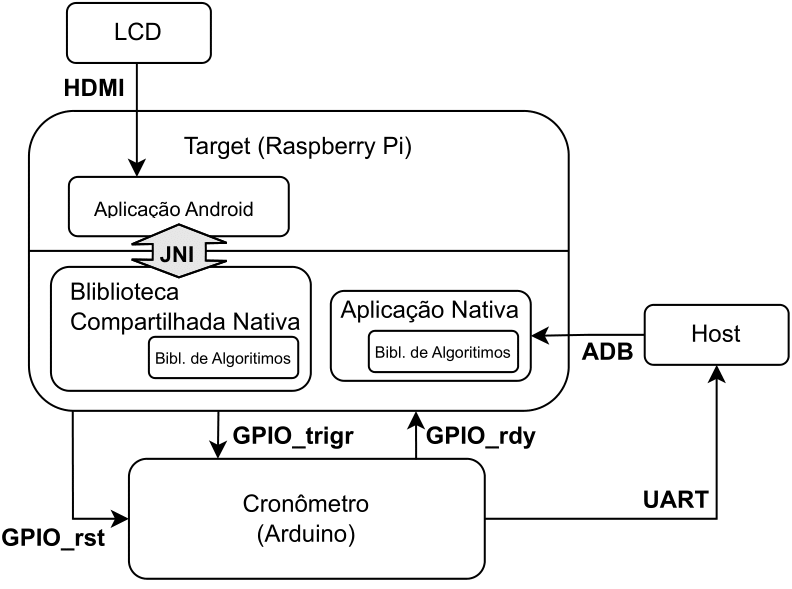 LCD
HDMI
Target (Raspberry Pi)
Aplicação Android
JNI
Bliblioteca
Compartilhada Nativa
Bibl. de Algoritimos
Aplicação Nativa
Bibl. de Algoritimos
Host
ADB
GPIO_trigr
GPIO_rdy
Cronômetro
(Arduino)
UART
GPIO_rst